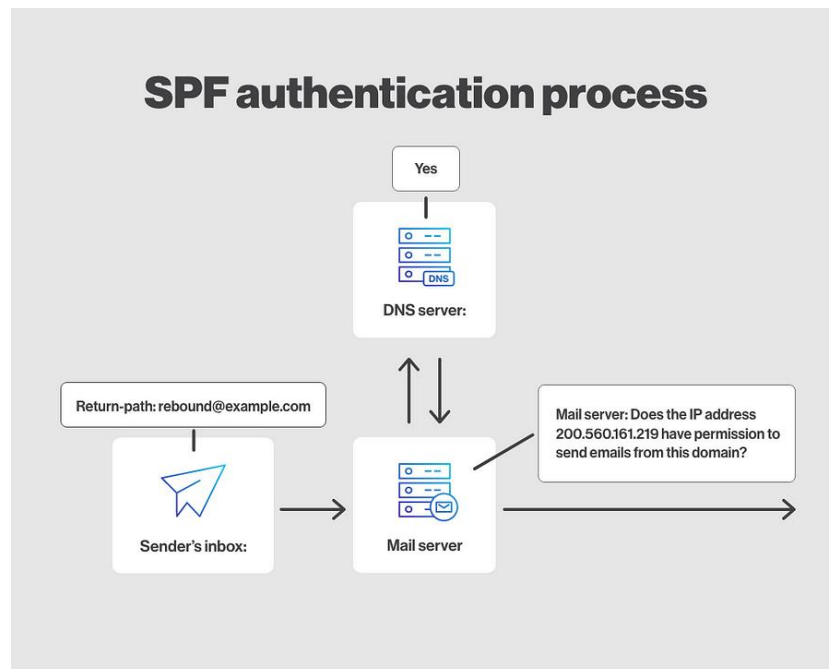 SPF authentication process
Yes
DNS
DNS server:
Return-path: rebound@example.com
Mail server: Does the IP address
200.560.161.219 have permission to
send emails from this domain?
Sender’s inbox:
Mail server